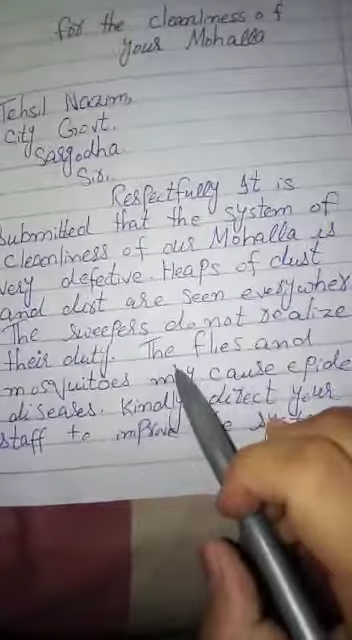 for the cleanliness of
your Mohalla
Tehsil Nazim,
City Govt.
Sargodha
Sir.
Respectfully It is
submitted that the system of
cleanliness of our Mohalla is
very defective. Heaps of dust
and dist are seen everywher
The sweepers do not realize
their duty. The flies and
mosquitoes may cause epide
diseases. Kindly direct your
staff to improve